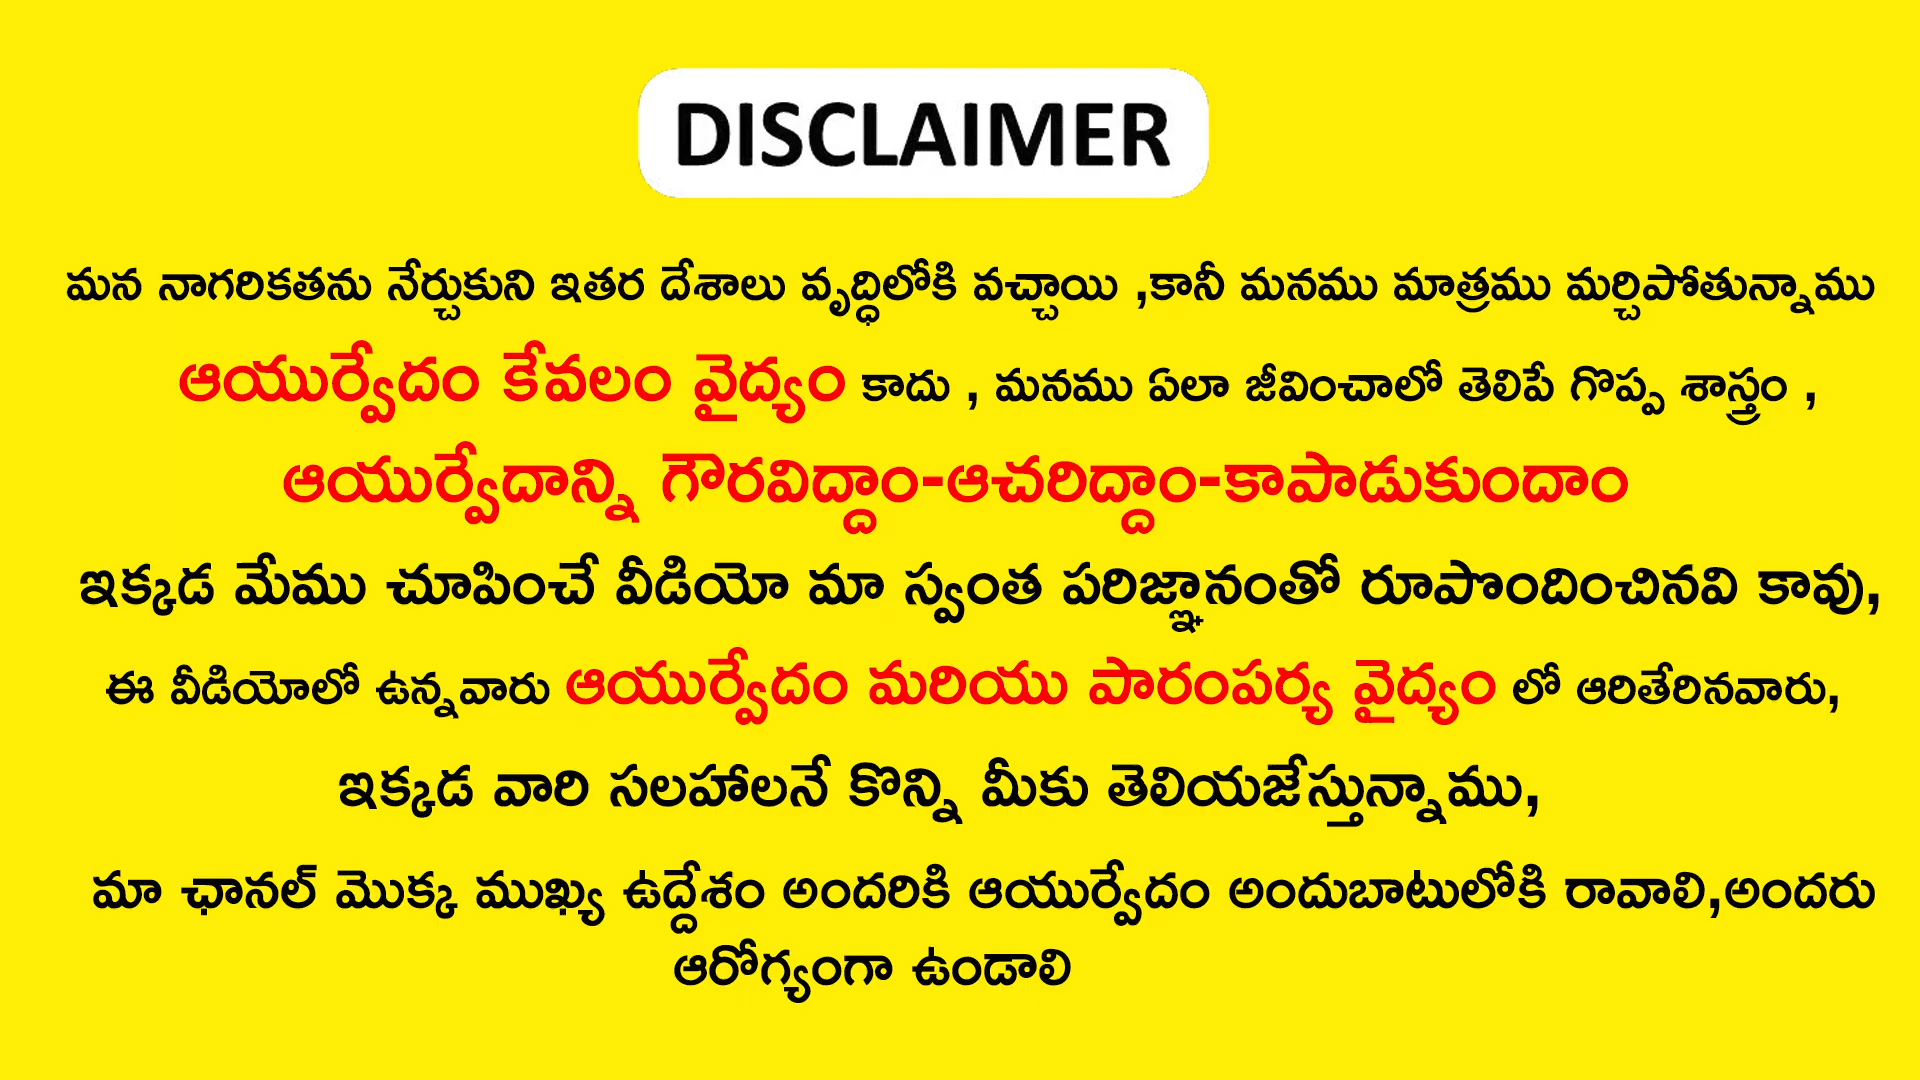 DISCLAIMER
మన నాగరికతను నేర్చుకుని ఇతర దేశాలు వృద్ధిలోకి వచ్చాయి ,కానీ మనము మాత్రము మర్చిపోతున్నాము
ఆయుర్వేదం కేవలం వైద్యం కాదు , మనము ఏలా జీవించాలో తెలిపే గొప్ప శాస్త్రం ,
ఆయుర్వేదాన్ని గౌరవిద్దాం-ఆచరిద్దాం-కాపాడుకుందాం
ఇక్కడ మేము చూపించే వీడియో మా స్వంత పరిజ్ఞానంతో రూపొందించినవి కావు,
ఈ వీడియోలో ఉన్నవారు ఆయుర్వేదం మరియు పారంపర్య వైద్యం లో ఆరితేరినవారు,
ఇక్కడ వారి సలహాలనే కొన్ని మీకు తెలియజేస్తున్నాము,
మా ఛానల్ మొక్క ముఖ్య ఉద్దేశం అందరికి ఆయుర్వేదం అందుబాటులోకి రావాలి,అందరు
ఆరోగ్యంగా ఉండాలి